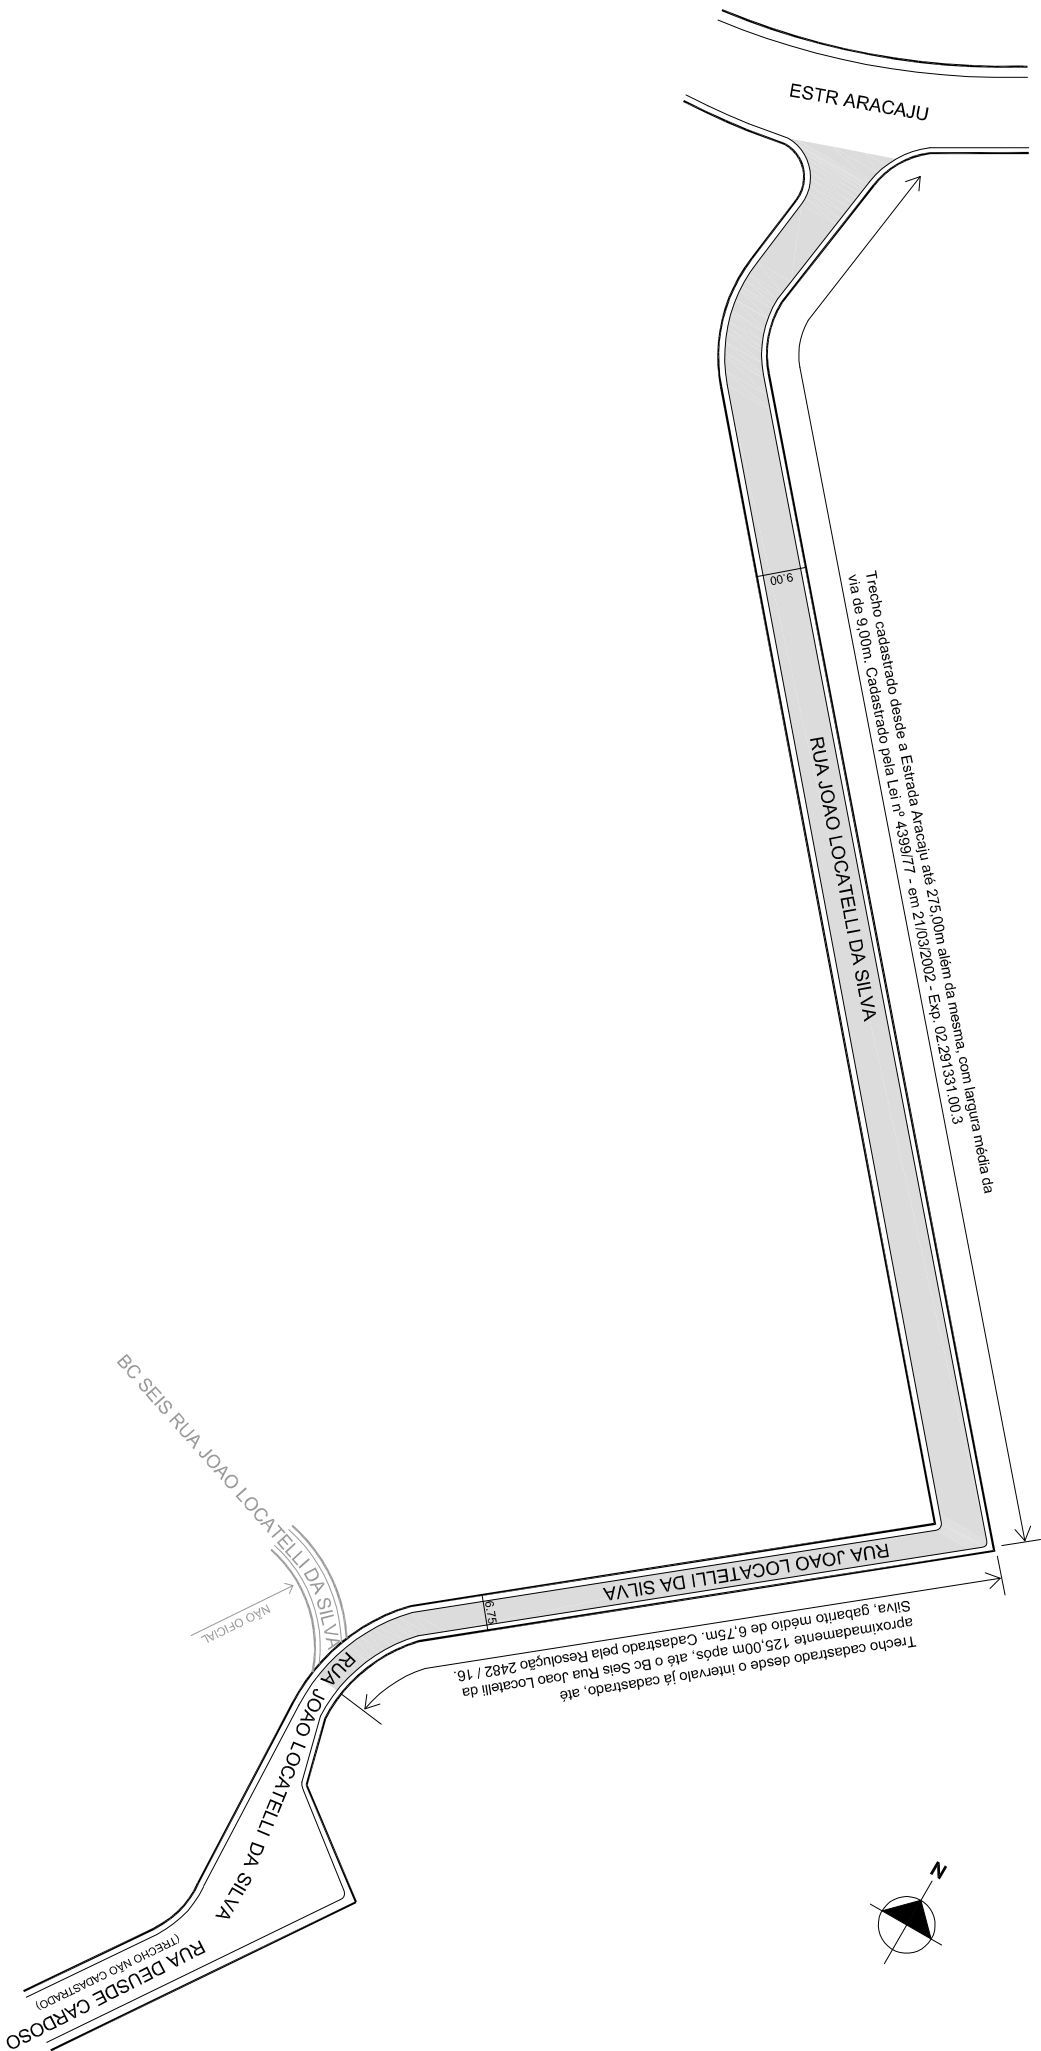 ESTR ARACAJU
9.00
RUA JOAO LOCATELLI DA SILVA
Trecho cadastrado desde a Estrada Aracaju até 275,00m além da mesma, com largura média da
via de 9,00m. Cadastrado pela Lei nº 4399/77 - em 21/03/2002 - Exp. 02.291331.00.3
BC SEIS RUA JOAO LOCATELLI DA SILVA
NÃO OFICIAL
RUA JOAO LOCATELLI DA SILVA
6.75
Trecho cadastrado desde o intervalo já cadastrado, até
aproximadamente 125,00m após, até o Bc Seis Rua Joao Locatelli da
Silva, gabarito médio de 6,75m. Cadastrado pela Resolução 2482 / 16.
RUA JOAO LOCATELLI DA SILVA
N
RUA DEUSDE CARDOSO
(TRECHO NÃO CADASTRADO)